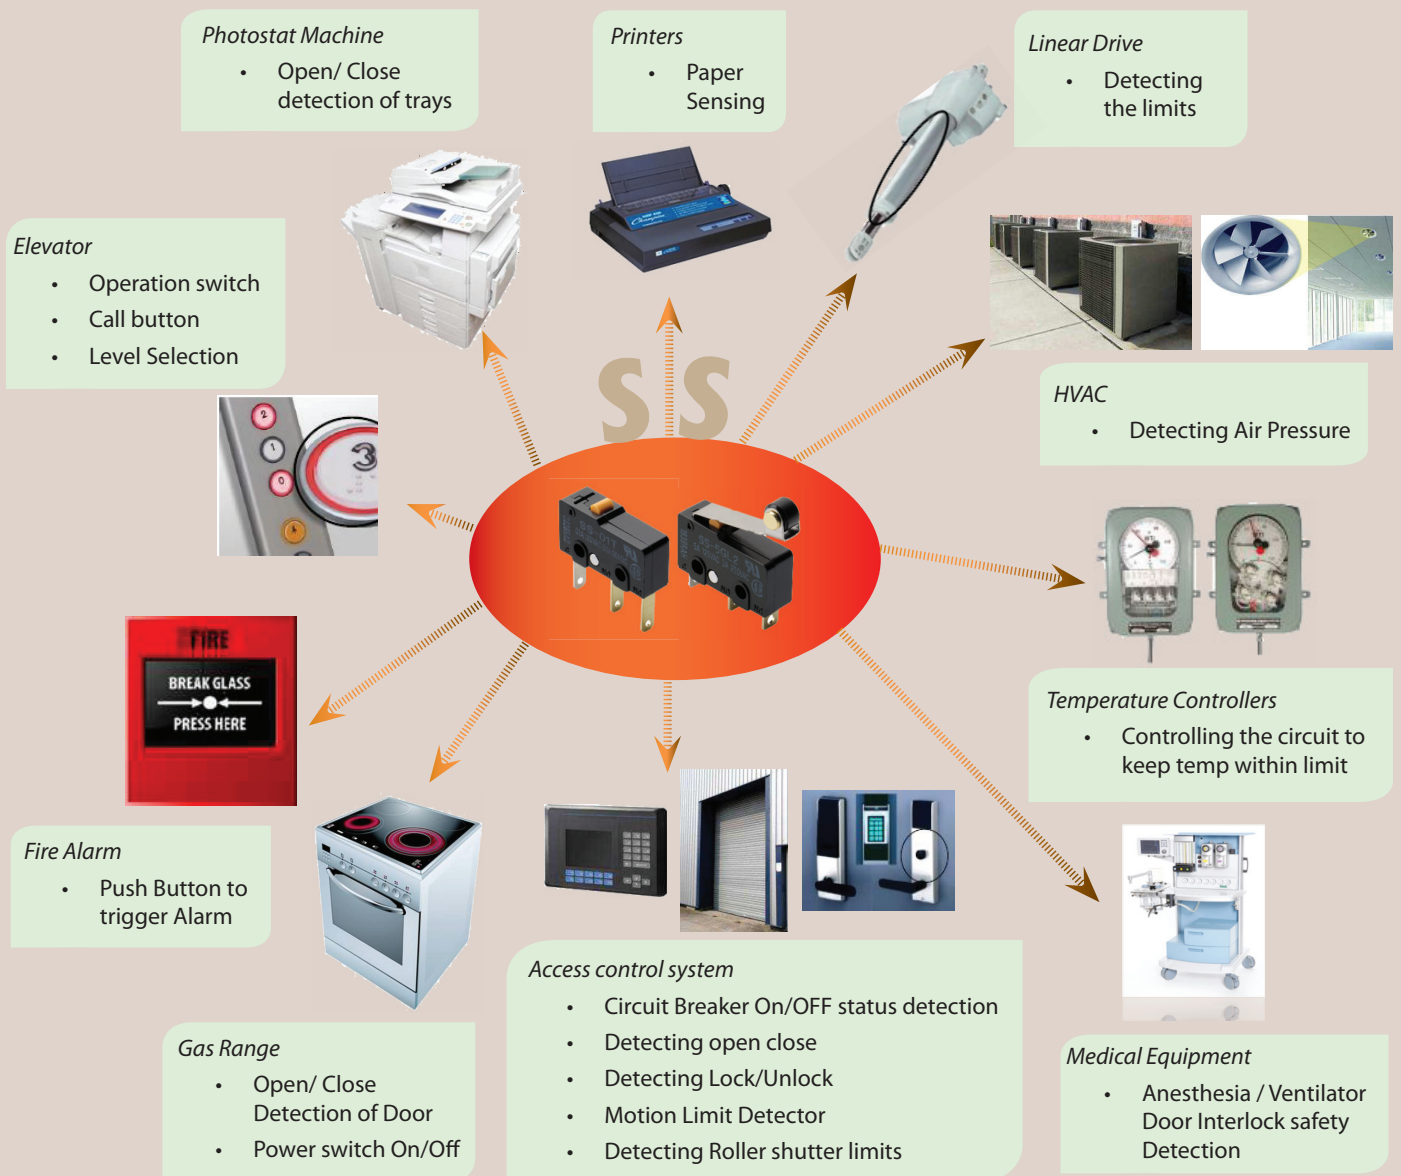 Photostat Machine
• Open/ Close
detection of trays
Printers
• Paper
Sensing
Linear Drive
• Detecting
the limits
Elevator
• Operation switch
• Call button
• Level Selection
HVAC
• Detecting Air Pressure
SS
2
1
0
3
FIRE
BREAK GLASS
PRESS HERE
Temperature Controllers
• Controlling the circuit to
keep temp within limit
Fire Alarm
• Push Button to
trigger Alarm
Gas Range
• Open/ Close
Detection of Door
• Power switch On/Off
Access control system
• Circuit Breaker On/OFF status detection
• Detecting open close
• Detecting Lock/Unlock
• Motion Limit Detector
• Detecting Roller shutter limits
Medical Equipment
• Anesthesia / Ventilator
Door Interlock safety
Detection